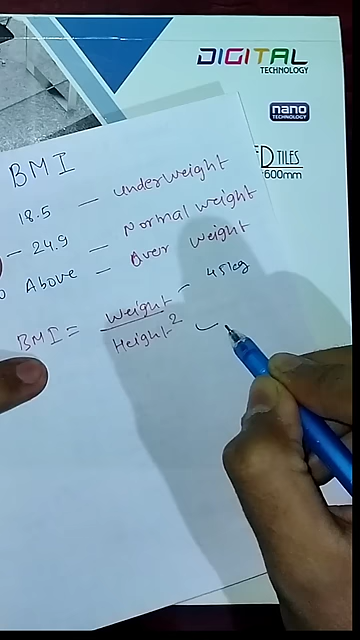 DIGITAL
TECHNOLOGY
nano
TECHNOLOGY
D TILES
600mm
BMI
18.5 — underweight
– 24.9 — Normal weight
Above — Over weight
BMI = Weight – 45kg
Height²